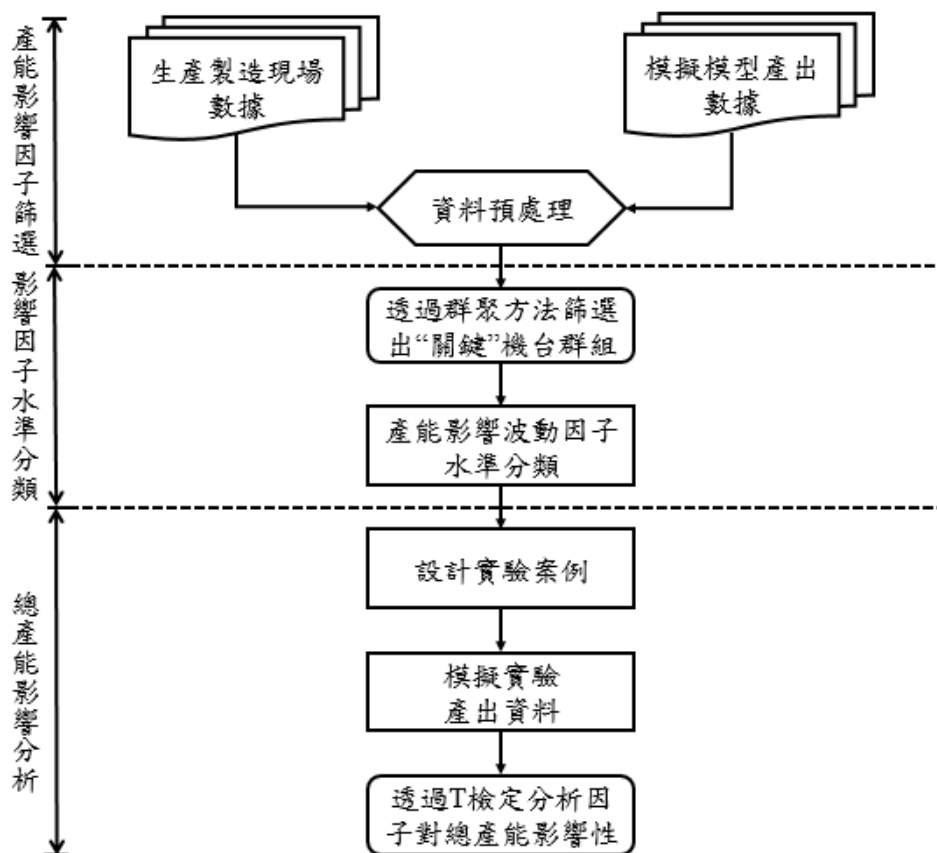 產能影響因子篩選
生產製造現場
數據
模擬模型產出
數據
資料預處理
影響因子水準分類
透過群聚方法篩選
出“關鍵”機台群組
產能影響波動因子
水準分類
總產能影響分析
設計實驗案例
模擬實驗
產出資料
透過T檢定分析因
子對總產能影響性